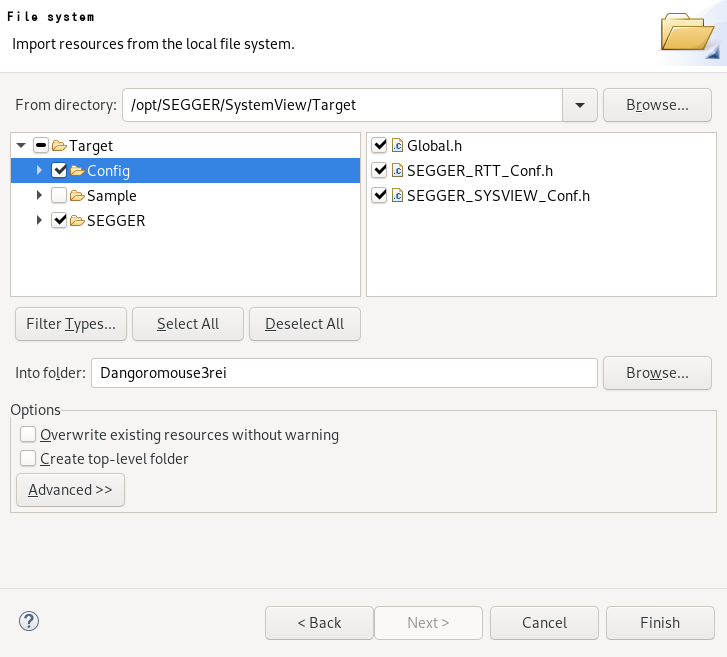 File system
Import resources from the local file system.
From directory: /opt/SEGGER/SystemView/Target Browse...
Target
Config
Sample
SEGGER
Global.h
SEGGER_RTT_Conf.h
SEGGER_SYSVIEW_Conf.h
Filter Types... Select All Deselect All
Into folder: Dangoromouse3rei Browse...
Options
Overwrite existing resources without warning
Create top-level folder
Advanced >>
< Back Next > Cancel Finish